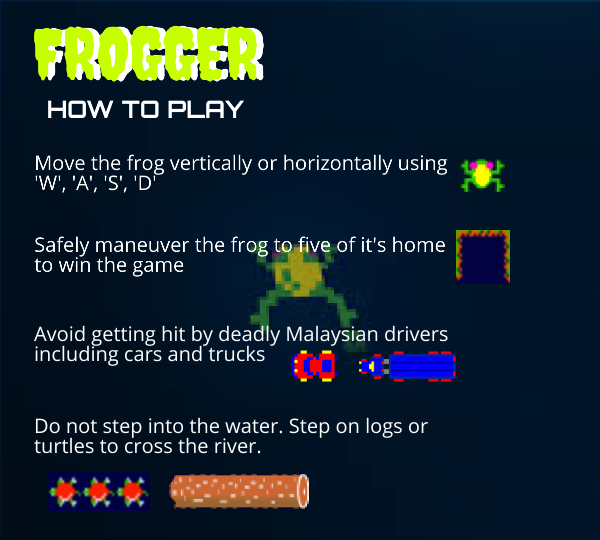 FROGGER
HOW TO PLAY
Move the frog vertically or horizontally using
'W', 'A', 'S', 'D'
Safely maneuver the frog to five of it's home
to win the game
Avoid getting hit by deadly Malaysian drivers
including cars and trucks
Do not step into the water. Step on logs or
turtles to cross the river.